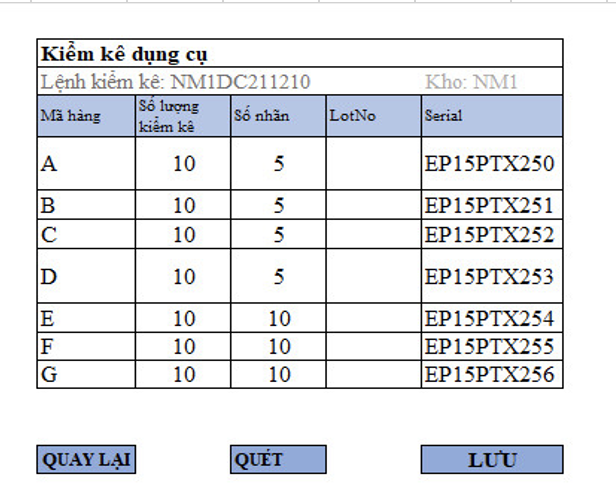 Kiểm kê dụng cụ
Lệnh kiểm kê: NM1DC211210 Kho: NM1
Mã hàng Số lượng kiểm kê Số nhãn LotNo Serial
A 10 5 EP15PTX250
B 10 5 EP15PTX251
C 10 5 EP15PTX252
D 10 5 EP15PTX253
E 10 10 EP15PTX254
F 10 10 EP15PTX255
G 10 10 EP15PTX256
QUAY LẠI QUÉT LƯU